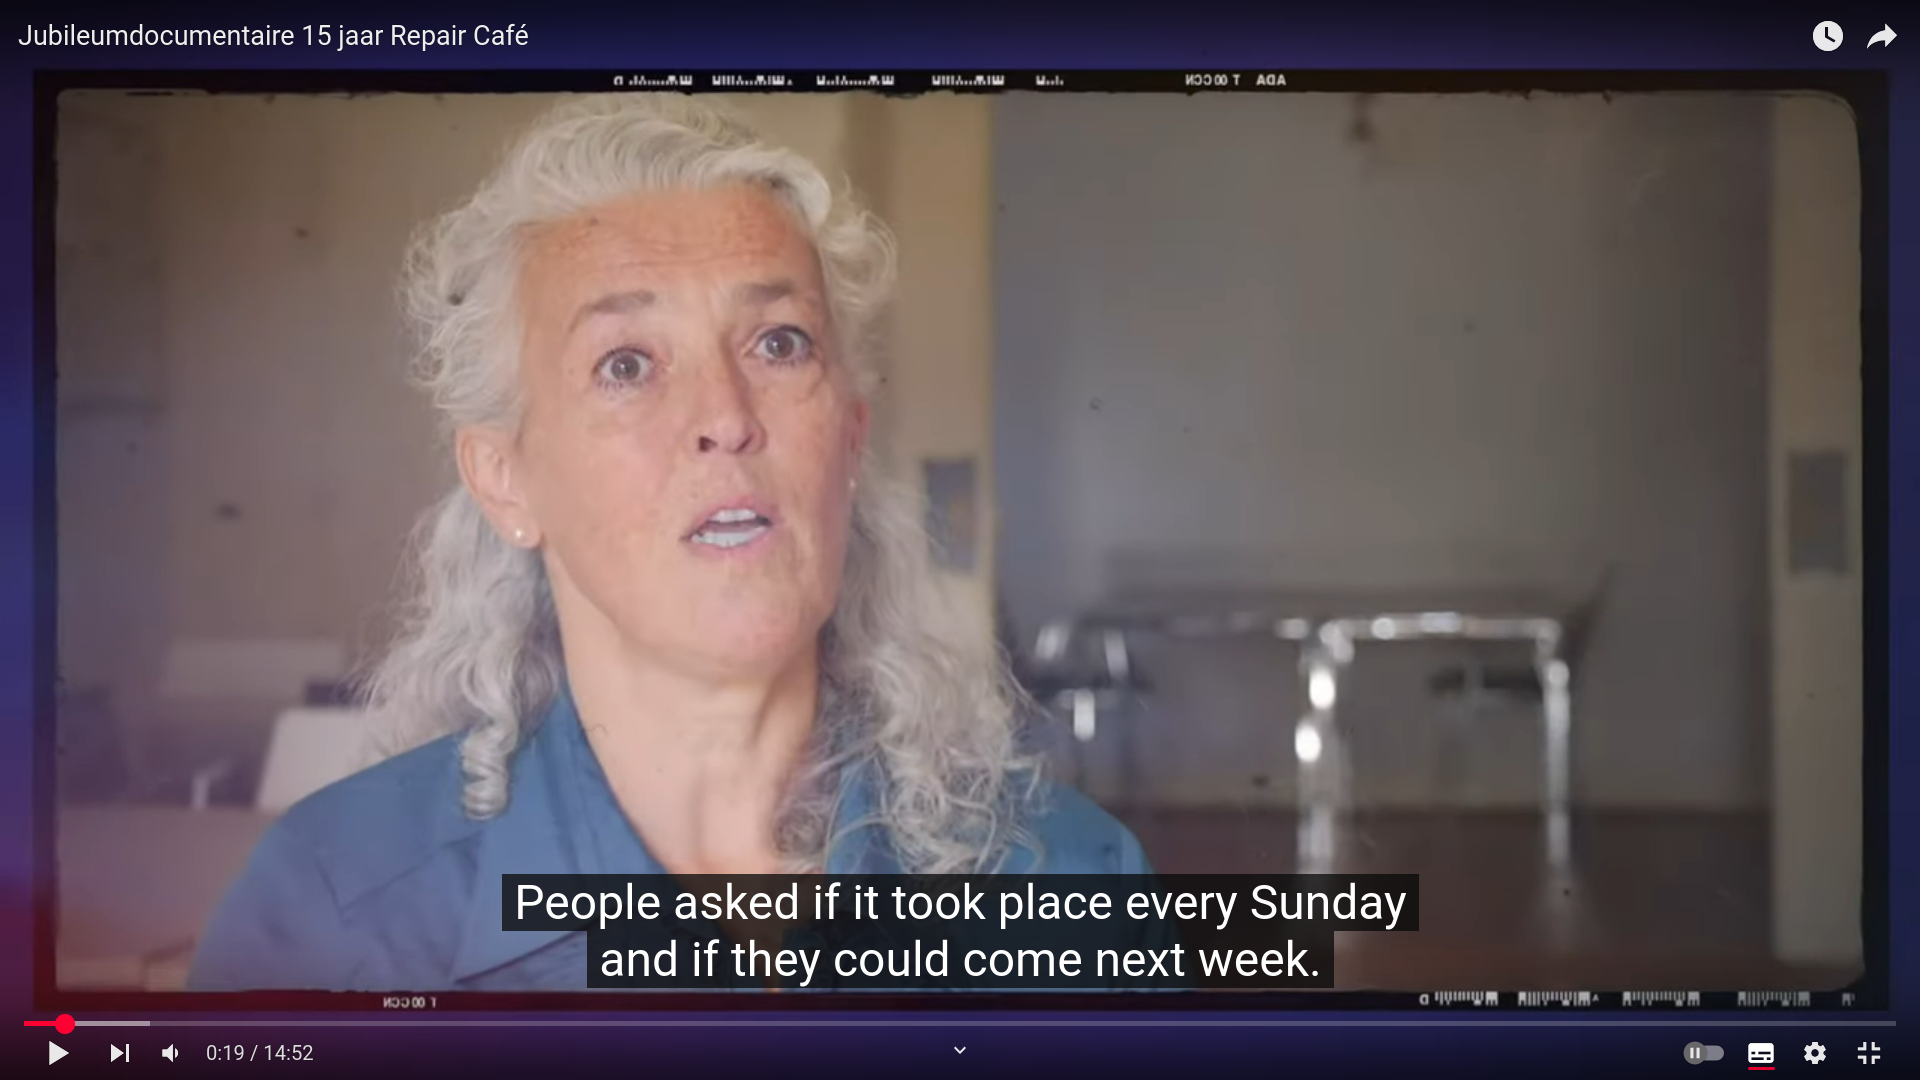 Jubileumdocumentaire 15 jaar Repair Café
People asked if it took place every Sunday
and if they could come next week.
0:19 / 14:52